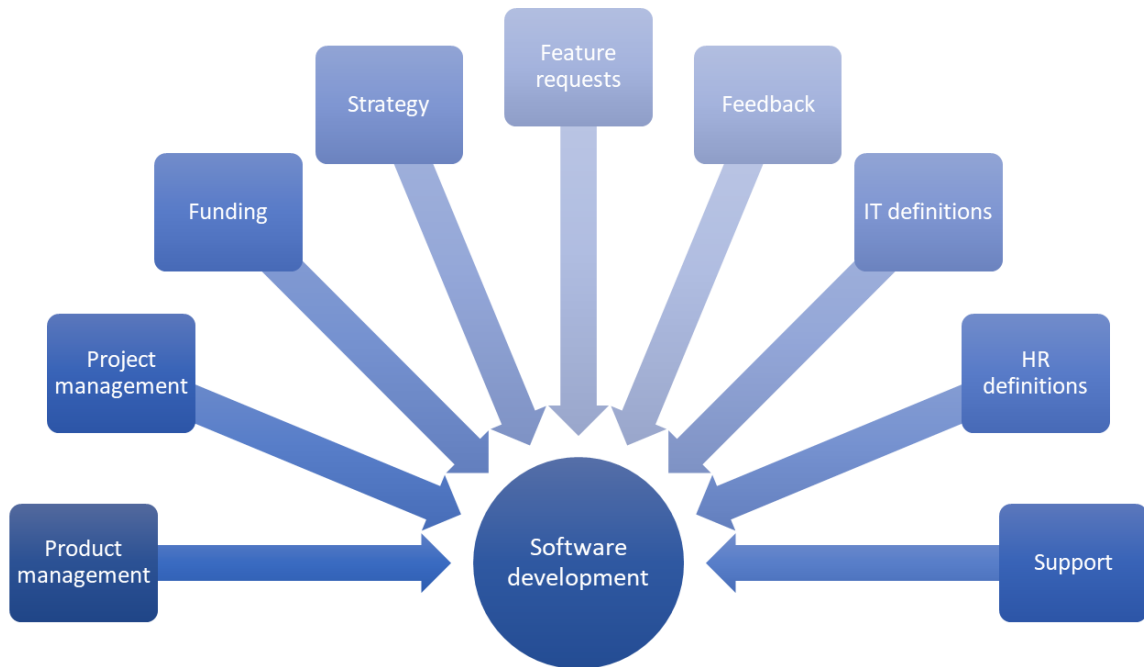 Product
management
Project
management
Funding
Strategy
Feature
requests
Feedback
IT definitions
HR
definitions
Support
Software
development